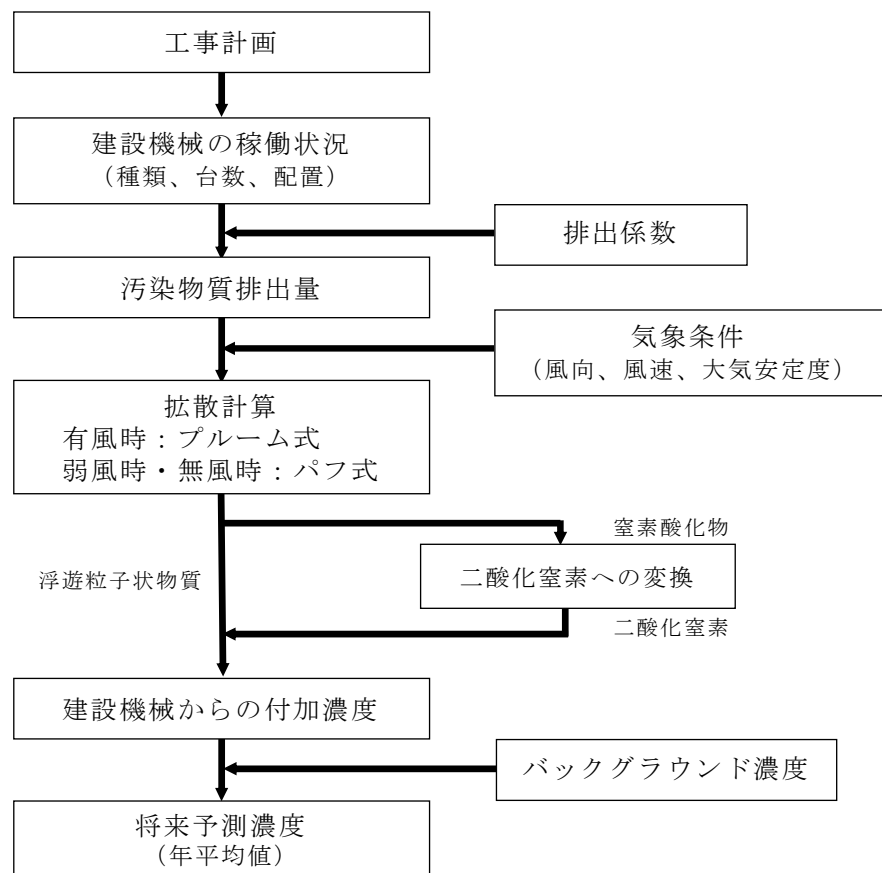 工事計画
建設機械の稼働状況
（種類、台数、配置）
排出係数
汚染物質排出量
気象条件
（風向、風速、大気安定度）
拡散計算
有風時：プルーム式
弱風時・無風時：パフ式
窒素酸化物
浮遊粒子状物質
二酸化窒素への変換
二酸化窒素
建設機械からの付加濃度
バックグラウンド濃度
将来予測濃度
（年平均値）